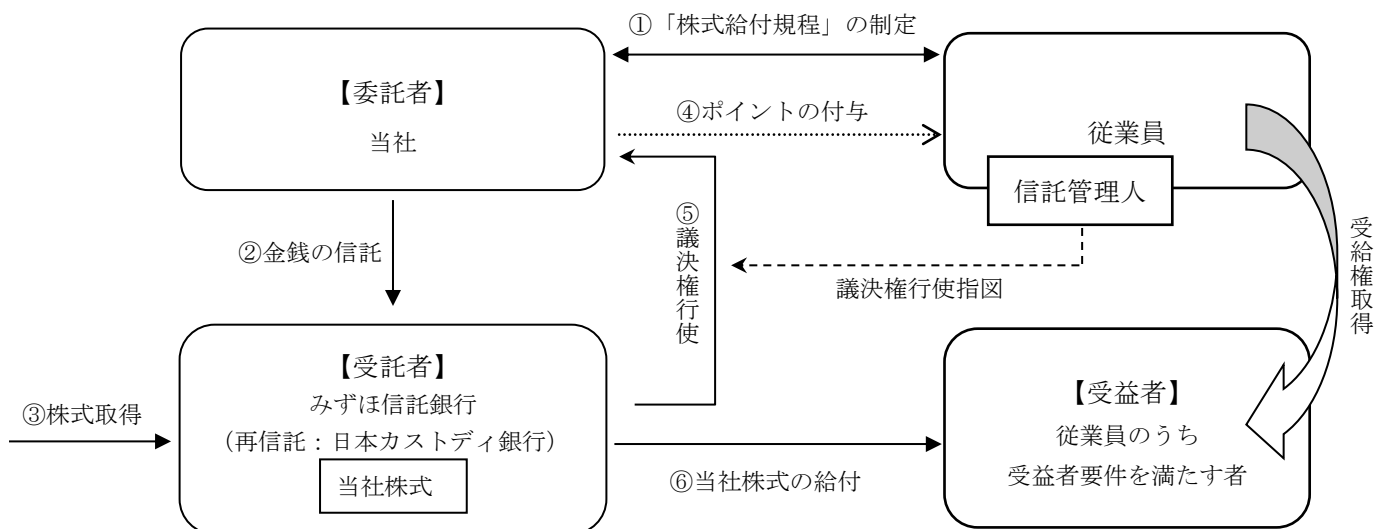 ①「株式給付規程」の制定
【委託者】
当社
④ポイントの付与
従業員
信託管理人
②金銭の信託
⑤議決権行使
議決権行使指図
受給権取得
③株式取得
【受託者】
みずほ信託銀行
(再信託:日本カストディ銀行)
当社株式
⑥当社株式の給付
【受益者】
従業員のうち
受益者要件を満たす者